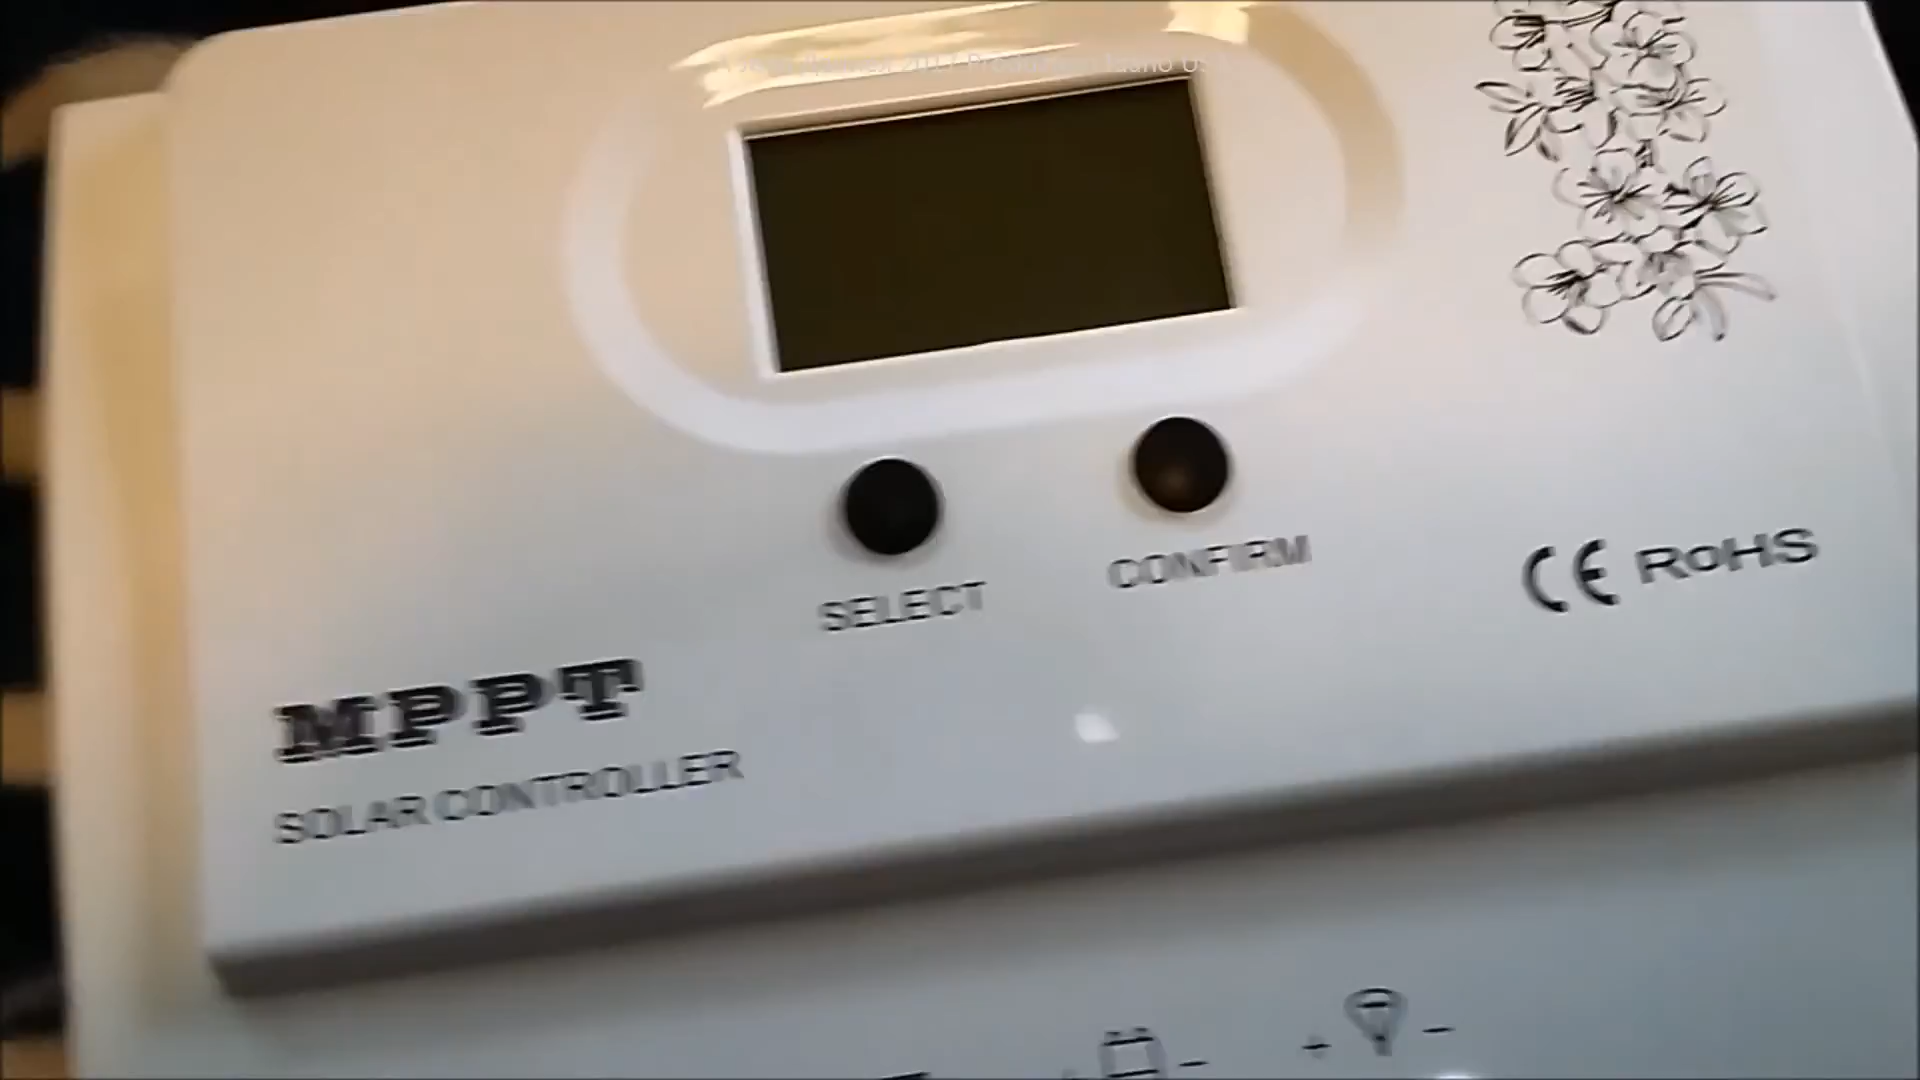 SELECT
CONFIRM
CE RoHS
MPPT
SOLAR CONTROLLER
+ -
-